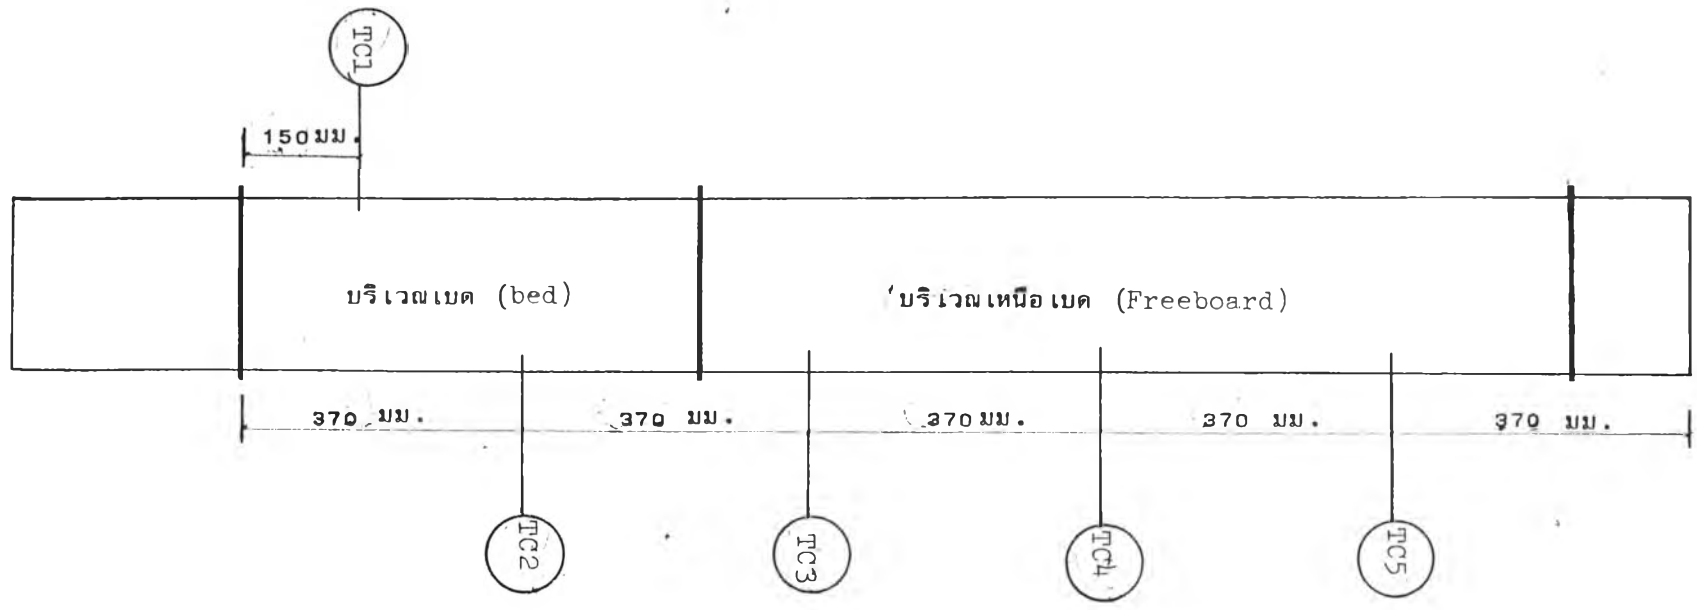 TC1
150 มม.
บริเวณเบด (bed)
บริเวณเหนือเบด (Freeboard)
370 มม.
370 มม.
370 มม.
370 มม.
370 มม.
TC2
TC3
TC4
TC5